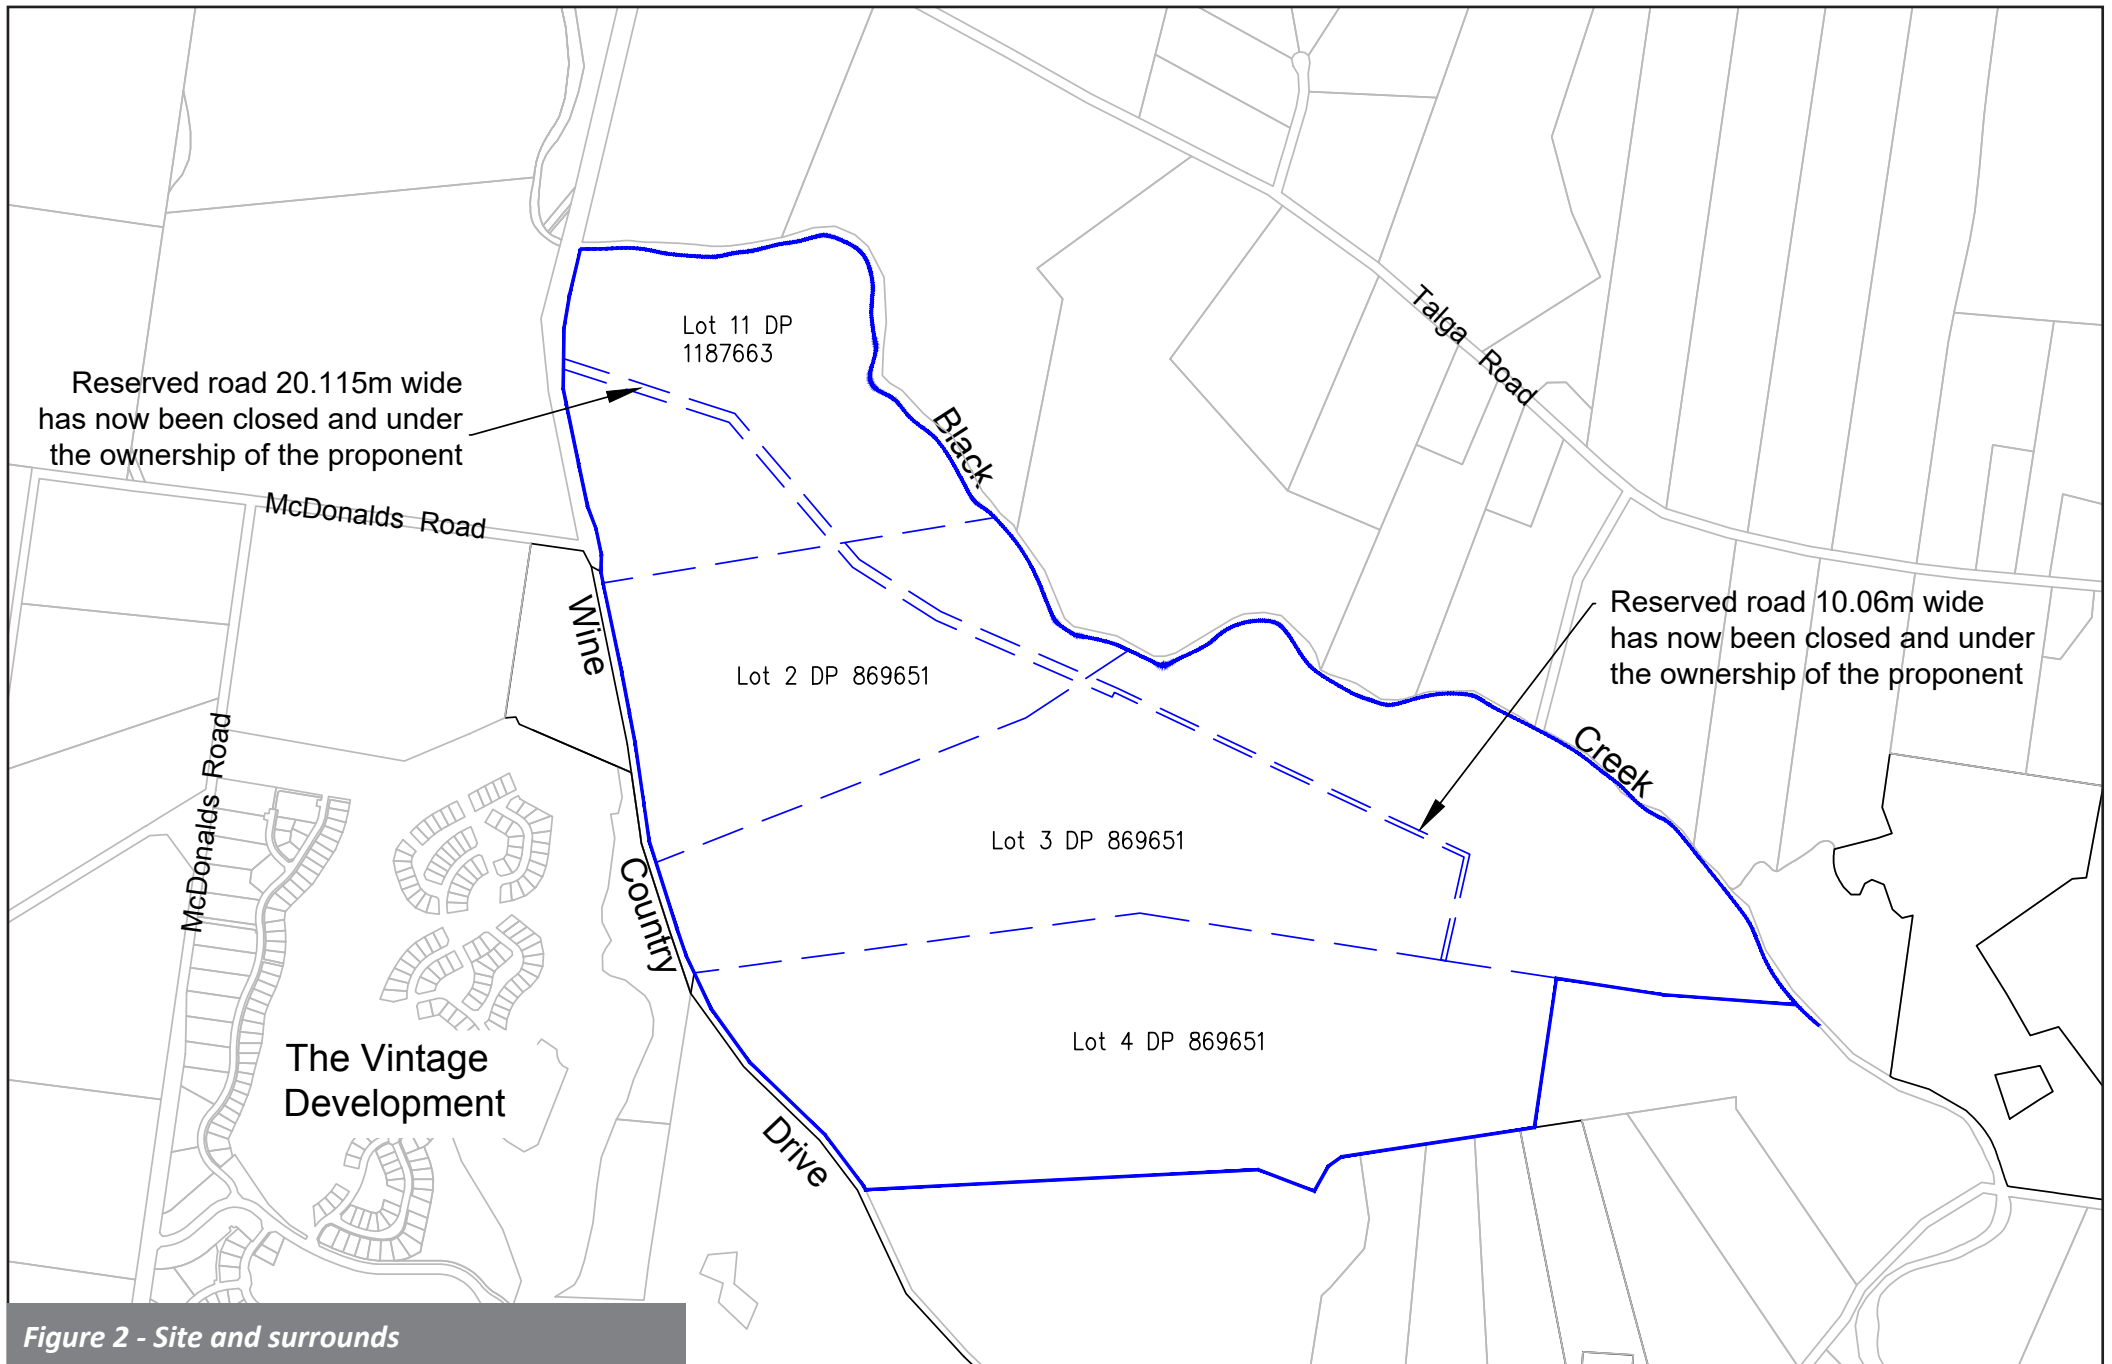 Lot 11 DP
1187663
Talga Road
Reserved road 20.115m wide
has now been closed and under
the ownership of the proponent
Black
McDonalds Road
Wine
Reserved road 10.06m wide
has now been closed and under
the ownership of the proponent
Lot 2 DP 869651
McDonalds Road
Creek
Lot 3 DP 869651
Country
Lot 4 DP 869651
The Vintage
Development
Drive
Figure 2 - Site and surrounds